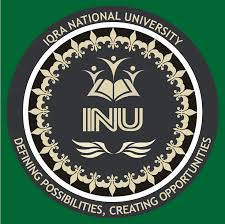 IQRA NATIONAL UNIVERSITY
INU
DEFINING POSSIBILITIES, CREATING OPPORTUNITIES